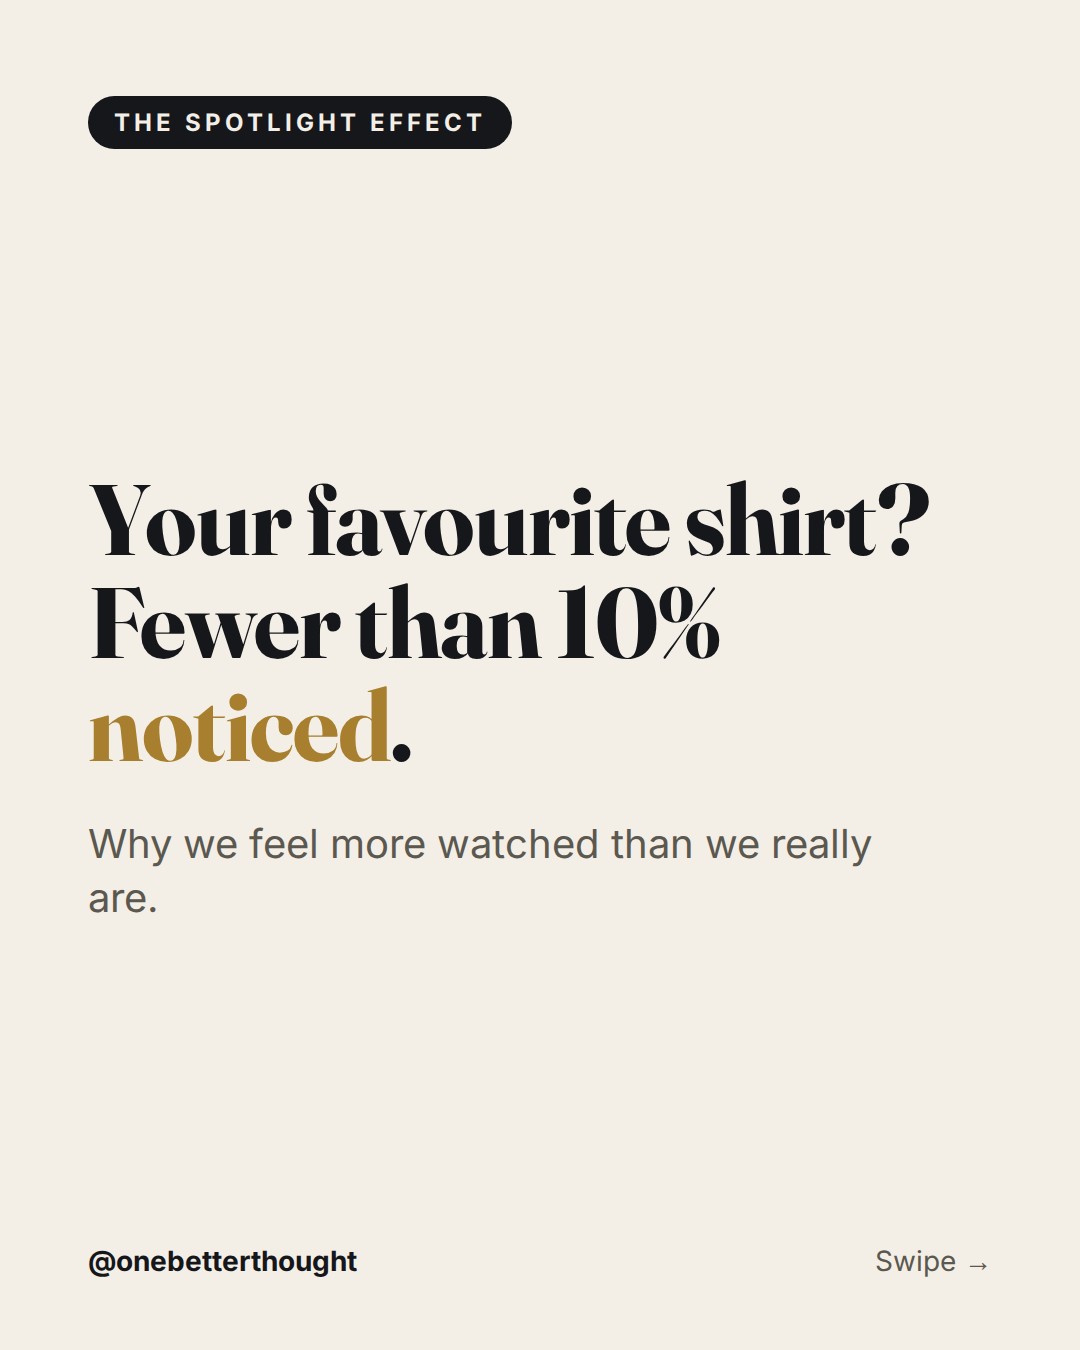 THE SPOTLIGHT EFFECT
Your favourite shirt?
Fewer than 10%
noticed.
Why we feel more watched than we really
are.
@onebetterthought
Swipe →